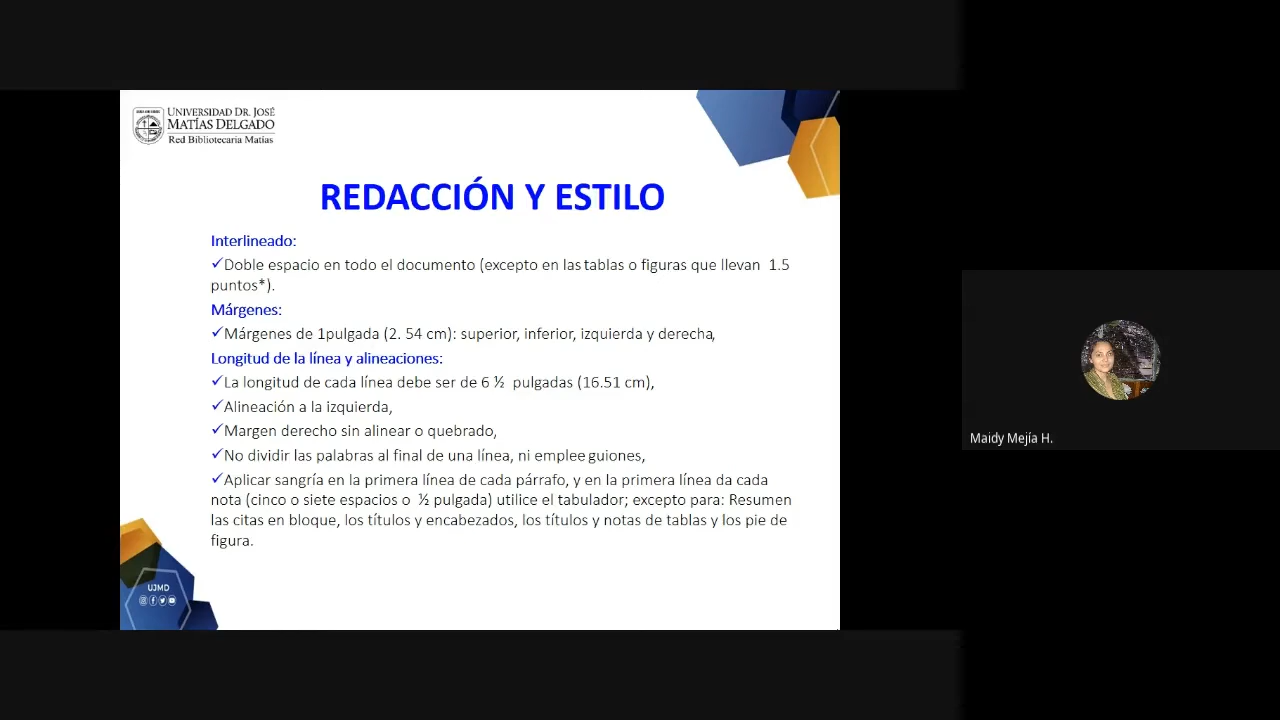 UNIVERSIDAD DR. JOSÉ
MATÍAS DELGADO
Red Bibliotecaria Matías
REDACCIÓN Y ESTILO
Interlineado:
✓Doble espacio en todo el documento (excepto en las tablas o figuras que llevan 1.5
puntos*).
Márgenes:
✓Márgenes de 1pulgada (2. 54 cm): superior, inferior, izquierda y derecha,
Longitud de la línea y alineaciones:
✓La longitud de cada línea debe ser de 6 ½ pulgadas (16.51 cm),
✓Alineación a la izquierda,
✓Margen derecho sin alinear o quebrado,
✓No dividir las palabras al final de una línea, ni emplee guiones,
✓Aplicar sangría en la primera línea de cada párrafo, y en la primera línea da cada
nota (cinco o siete espacios o ½ pulgada) utilice el tabulador; excepto para: Resumen
las citas en bloque, los títulos y encabezados, los títulos y notas de tablas y los pie de
figura.
UJMD
Maidy Mejía H.